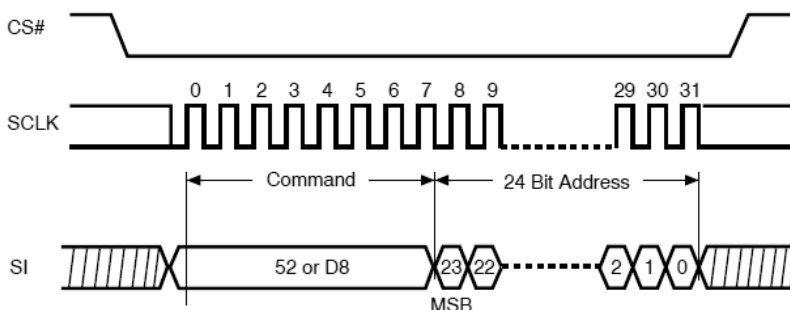 CS#
0 1 2 3 4 5 6 7 8 9 29 30 31
SCLK
Command 24 Bit Address
SI 52 or D8 23 22 2 1 0
MSB